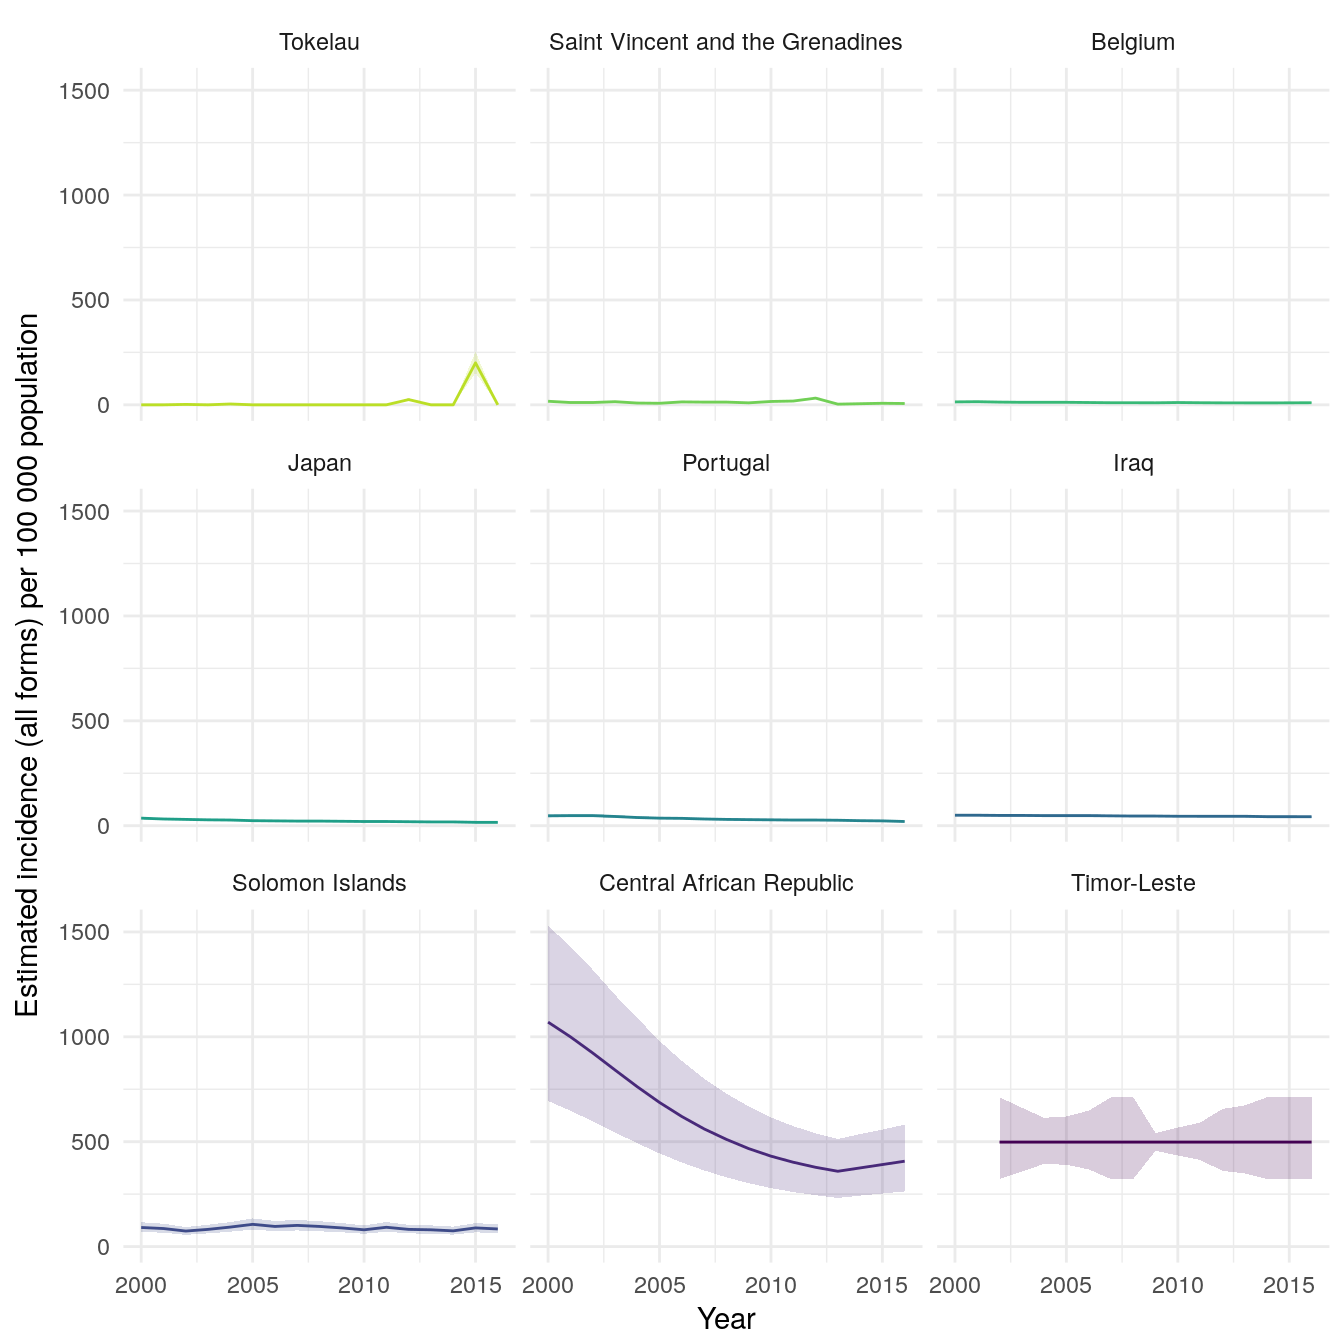 Tokelau
Saint Vincent and the Grenadines
Belgium
1500
1000
500
0
Japan
Portugal
Iraq
1500
1000
500
0
Solomon Islands
Central African Republic
Timor-Leste
1500
1000
500
0
2000 2005 2010 2015
2000 2005 2010 2015
2000 2005 2010 2015
Year
Estimated incidence (all forms) per 100 000 population